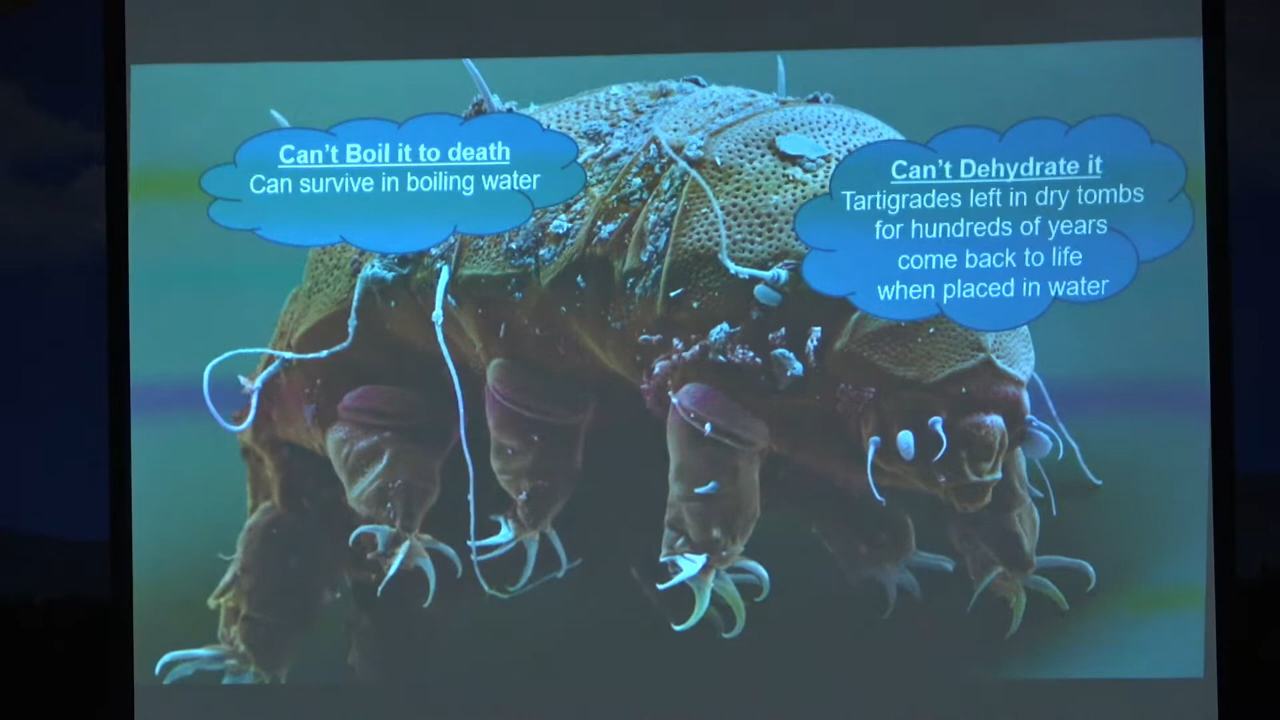 Can't Boil it to death
Can survive in boiling water
Can't Dehydrate it
Tartigrades left in dry tombs
for hundreds of years
come back to life
when placed in water